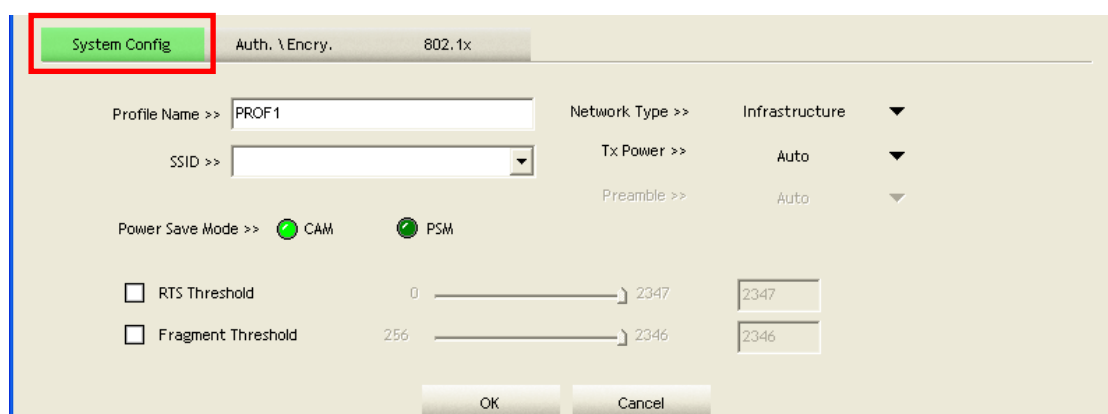 System Config Auth. \ Encry. 802.1x
Profile Name >> PROF1 Network Type >> Infrastructure
SSID >> Tx Power >> Auto
Preamble >> Auto
Power Save Mode >> CAM PSM
RTS Threshold 0 2347 2347
Fragment Threshold 256 2346 2346
OK Cancel